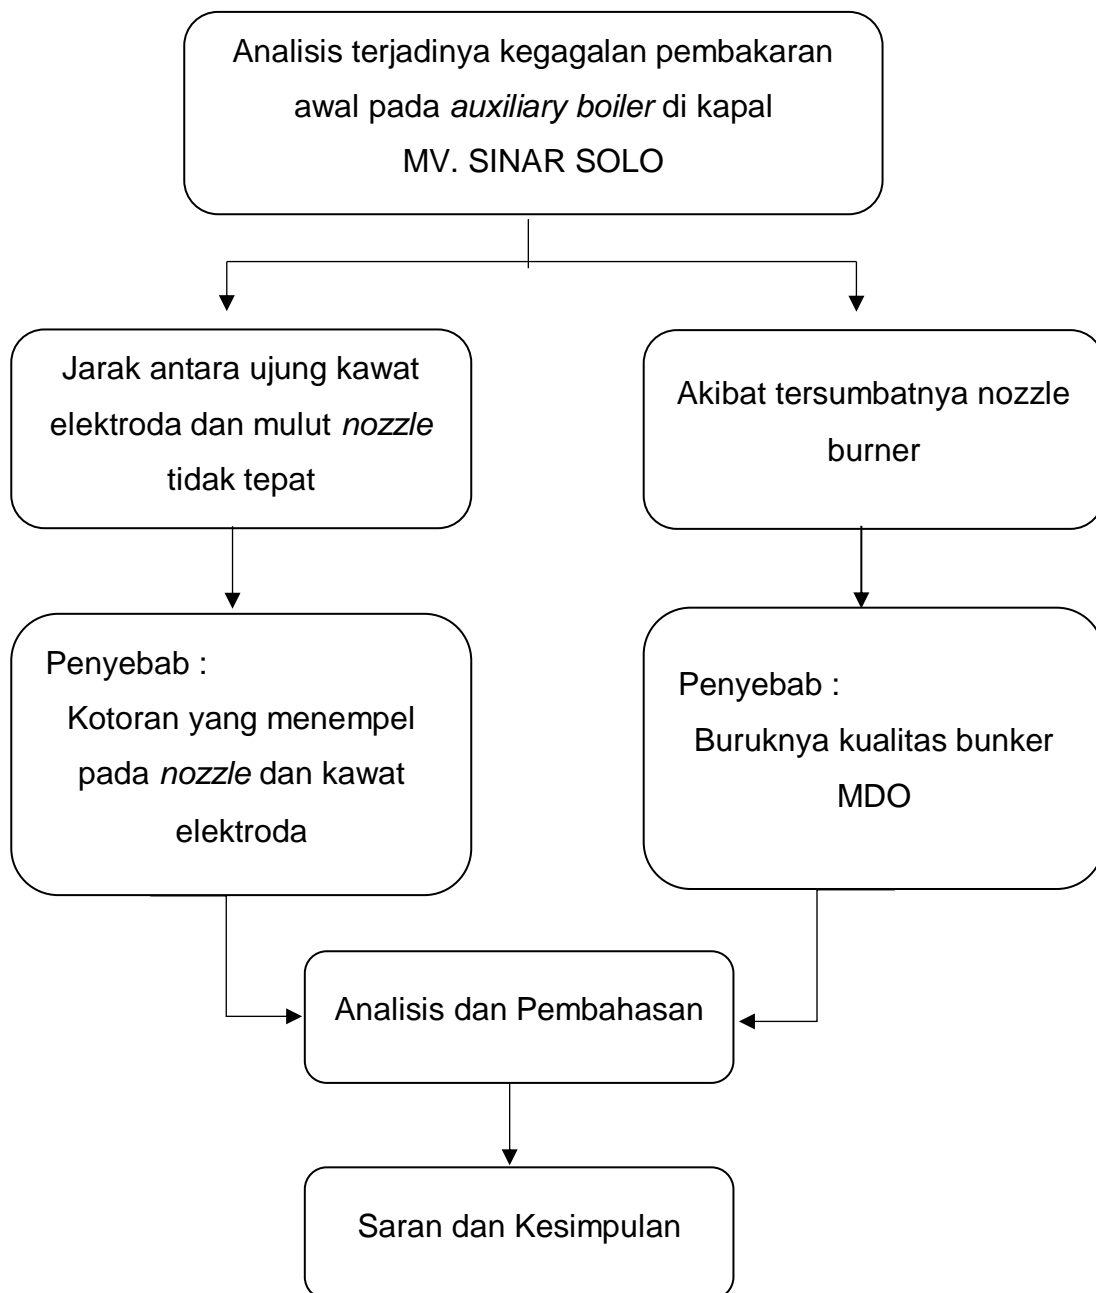 Analisis terjadinya kegagalan pembakaran
awal pada auxiliary boiler di kapal
MV. SINAR SOLO
Jarak antara ujung kawat
elektroda dan mulut nozzle
tidak tepat
Akibat tersumbatnya nozzle
burner
Penyebab :
Kotoran yang menempel
pada nozzle dan kawat
elektroda
Penyebab :
Buruknya kualitas bunker
MDO
Analisis dan Pembahasan
Saran dan Kesimpulan